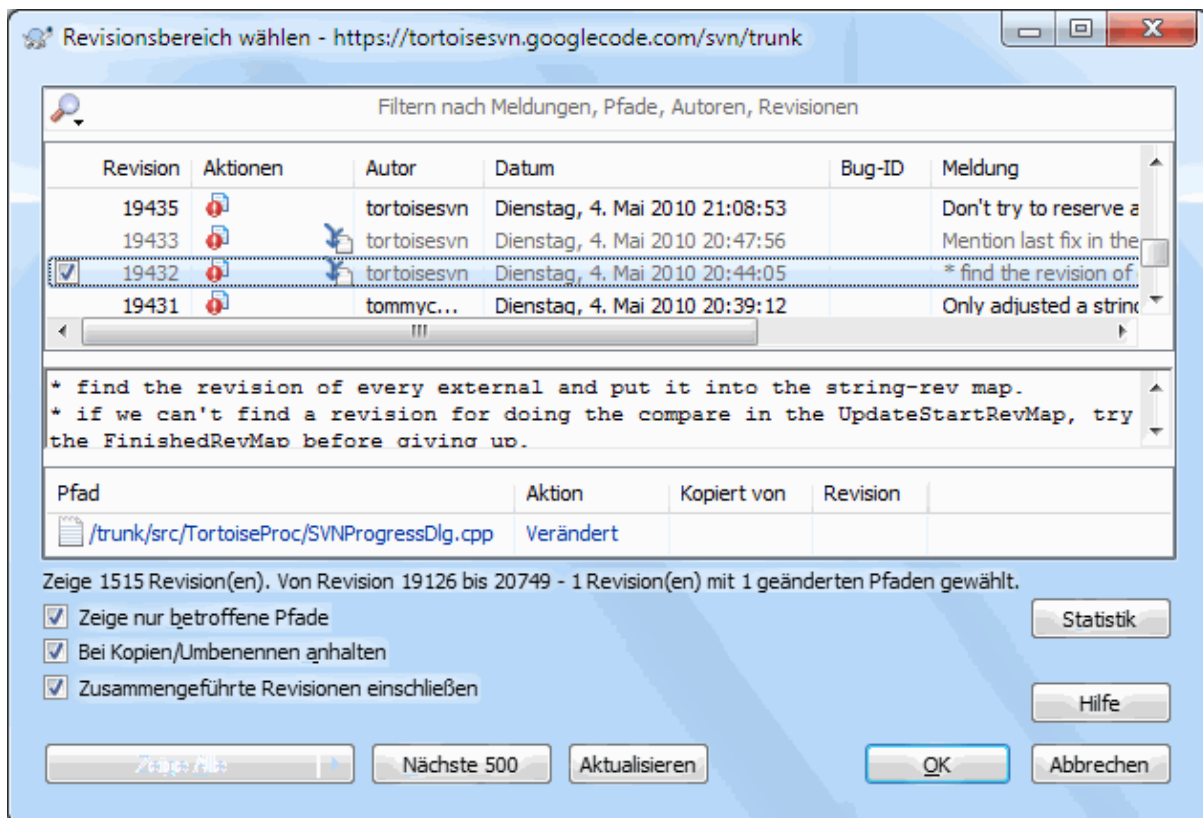 Revisionsbereich wählen - https://tortoisesvn.googlecode.com/svn/trunk
Filtern nach Meldungen, Pfade, Autoren, Revisionen
Revision Aktionen Autor Datum Bug-ID Meldung
19435 tortoisesvn Dienstag, 4. Mai 2010 21:08:53 Don't try to reserve a
19433 tortoisesvn Dienstag, 4. Mai 2010 20:47:56 Mention last fix in the
19432 tortoisesvn Dienstag, 4. Mai 2010 20:44:05 * find the revision of
19431 tommyc... Dienstag, 4. Mai 2010 20:39:12 Only adjusted a string
* find the revision of every external and put it into the string-rev map.
* if we can't find a revision for doing the compare in the UpdateStartRevMap, try
the FinishedRevMap before giving up.
Pfad Aktion Kopiert von Revision
/trunk/src/TortoiseProc/SVNProgressDlg.cpp Verändert
Zeige 1515 Revision(en). Von Revision 19126 bis 20749 - 1 Revision(en) mit 1 geänderten Pfaden gewählt.
Zeige nur betroffene Pfade
Statistik
Bei Kopien/Umbenennen anhalten
Zusammengeführte Revisionen einschließen
Hilfe
Nächste 500 Aktualisieren OK Abbrechen